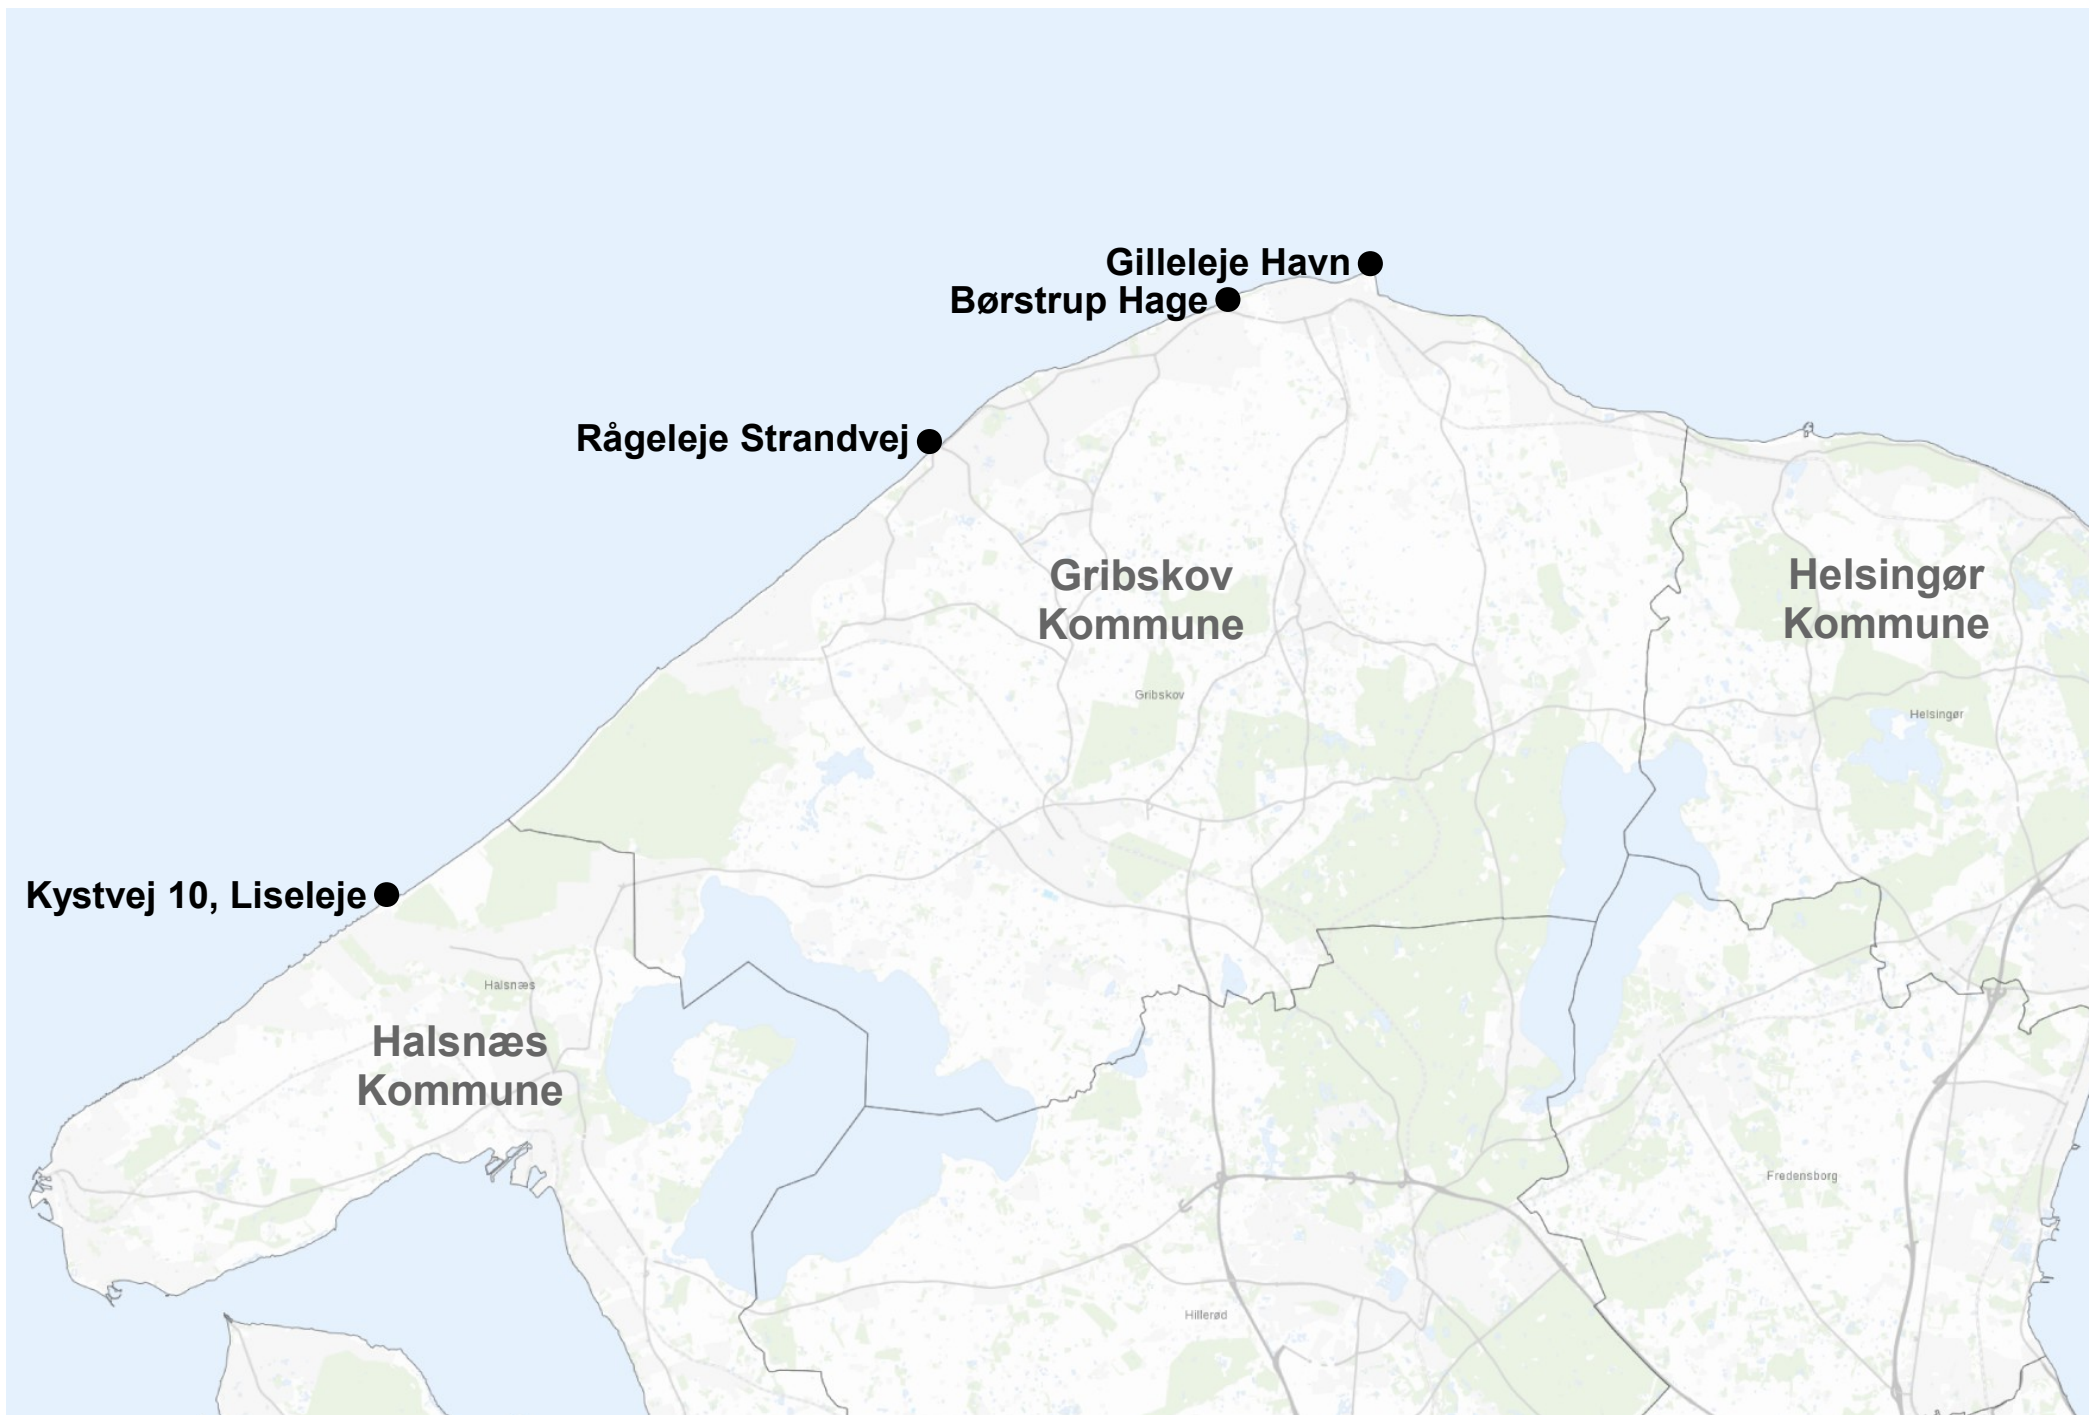 Gilleleje Havn
Børstrup Hage
Rågeleje Strandvej
Gribskov
Kommune
Helsingør
Kommune
Gribskov
Helsingør
Kystvej 10, Liseleje
Halsnæs
Halsnæs
Kommune
Fredensborg
Hillerød